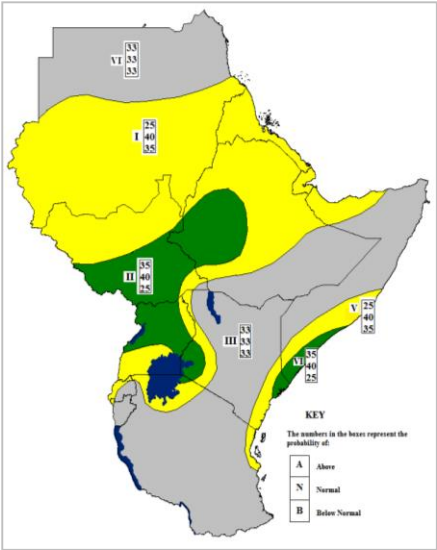 VI
33
33
33
I
25
40
35
II
35
40
25
III
33
33
33
V
25
40
35
VI
35
40
25
KEY
The numbers in the boxes represent the
probability of:
A Above
N Normal
B Below Normal